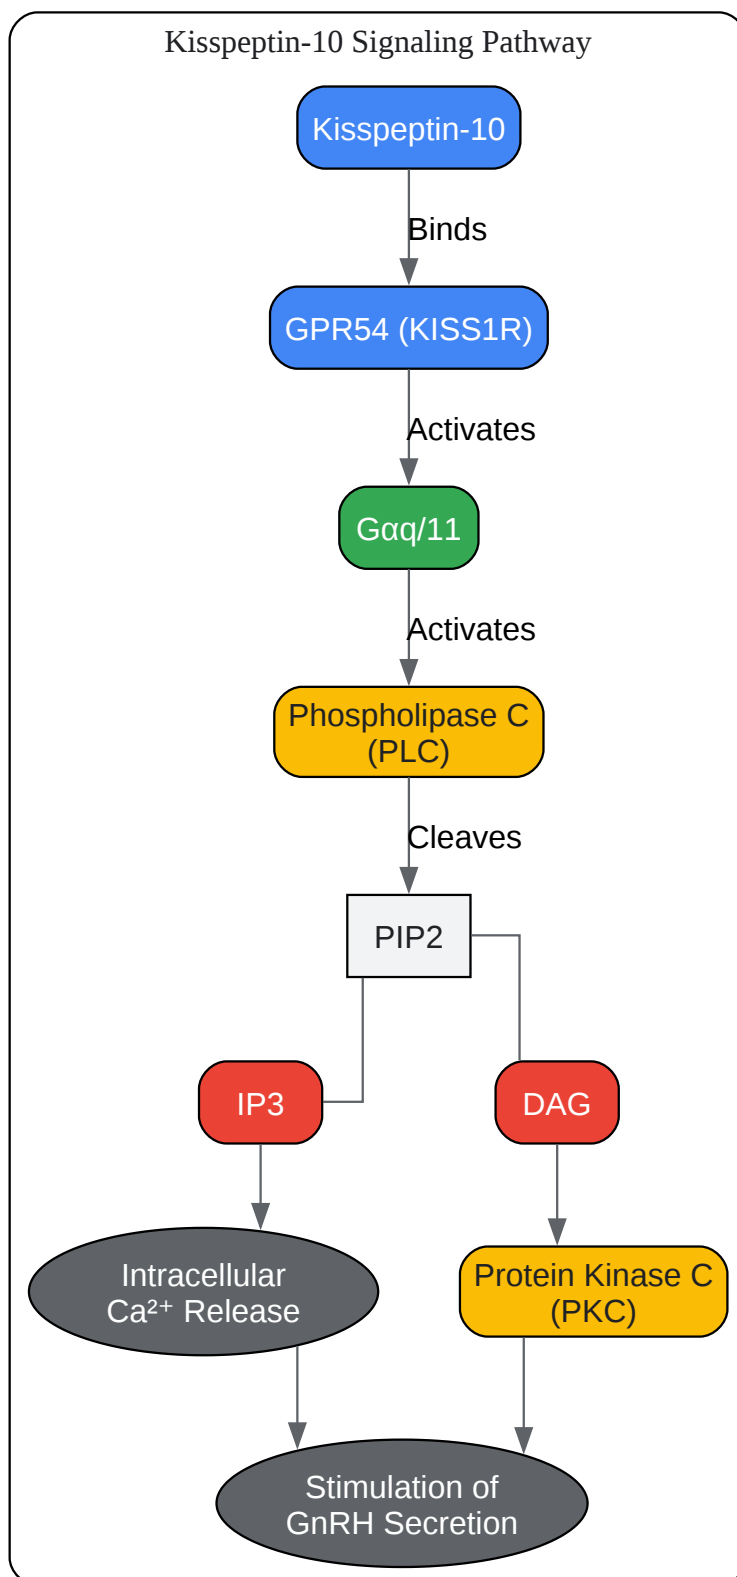 Kisspeptin-10 Signaling Pathway
Kisspeptin-10
Binds
GPR54 (KISS1R)
Activates
Gαq/11
Activates
Phospholipase C
(PLC)
Cleaves
PIP2
IP3
DAG
Intracellular
Ca²⁺ Release
Protein Kinase C
(PKC)
Stimulation of
GnRH Secretion